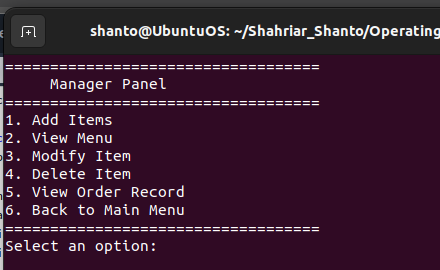 shanto@UbuntuOS: ~/Shahriar_Shanto/Operating
===================================
Manager Panel
===================================
1. Add Items
2. View Menu
3. Modify Item
4. Delete Item
5. View Order Record
6. Back to Main Menu
===================================
Select an option: